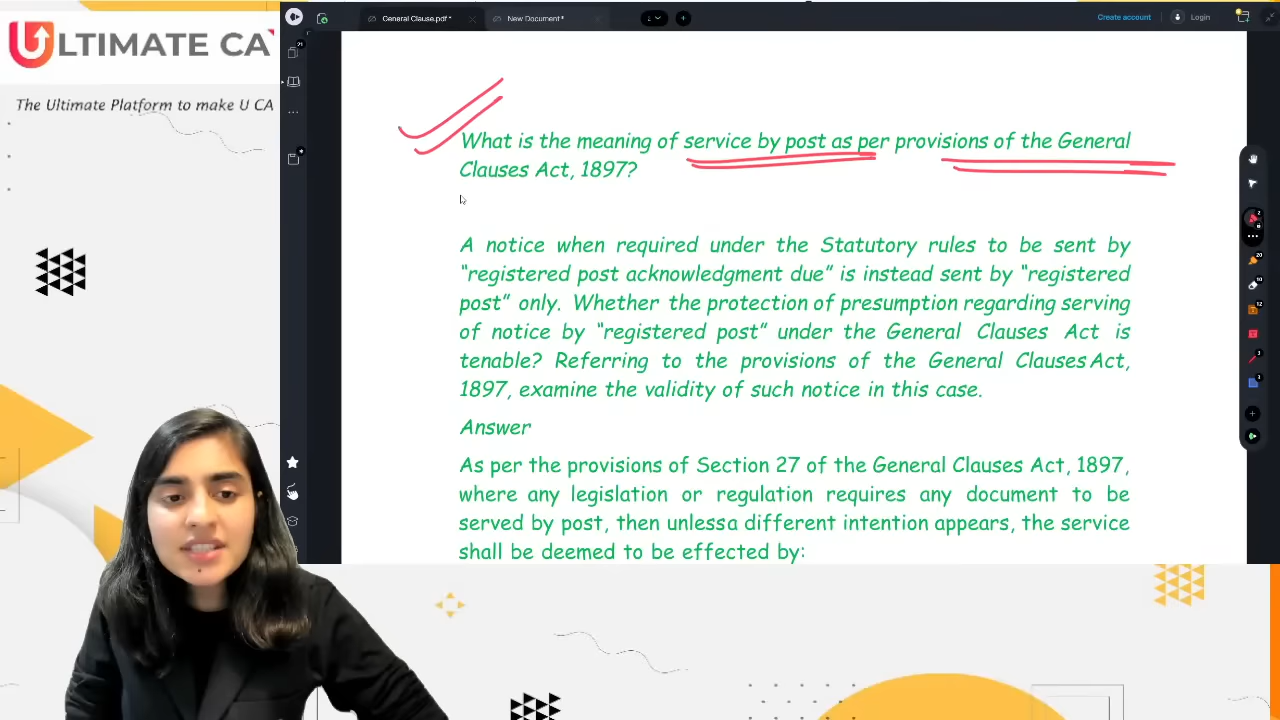 ULTIMATE CA
The Ultimate Platform to make U CA
General Clause.pdf *
New Document*
Create account
Login
What is the meaning of service by post as per provisions of the General
Clauses Act, 1897?
A notice when required under the Statutory rules to be sent by
“registered post acknowledgment due” is instead sent by “registered
post” only. Whether the protection of presumption regarding serving
of notice by “registered post” under the General Clauses Act is
tenable? Referring to the provisions of the General Clauses Act,
1897, examine the validity of such notice in this case.
Answer
As per the provisions of Section 27 of the General Clauses Act, 1897,
where any legislation or regulation requires any document to be
served by post, then unless a different intention appears, the service
shall be deemed to be effected by: